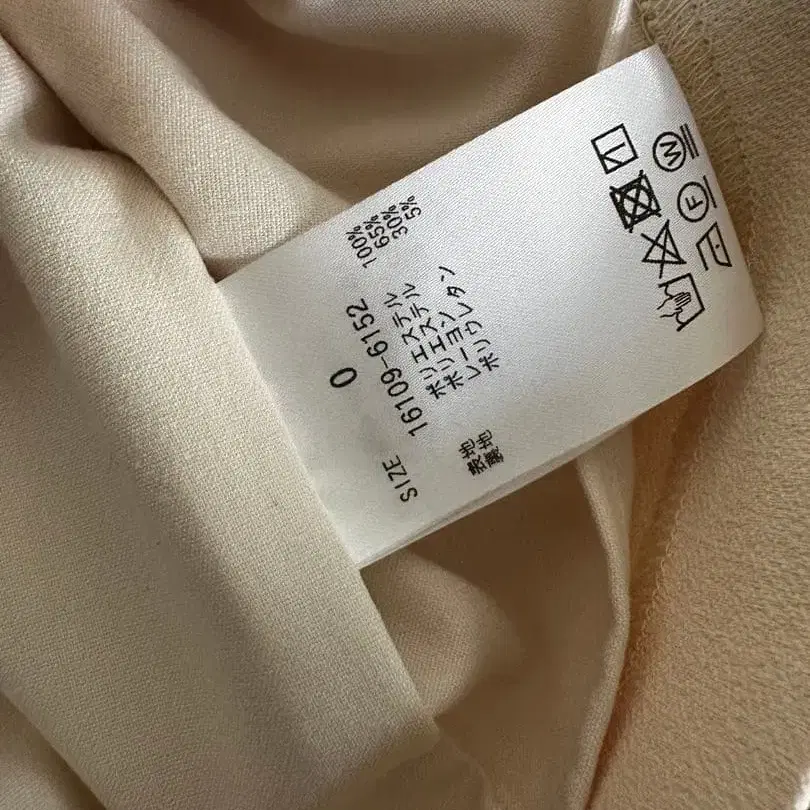 SIZE 0
16109-6152
表地 ポリエステル 100%
裏地 ポリエステル 65%
レーヨン 30%
ポリウレタン 5%
W
F